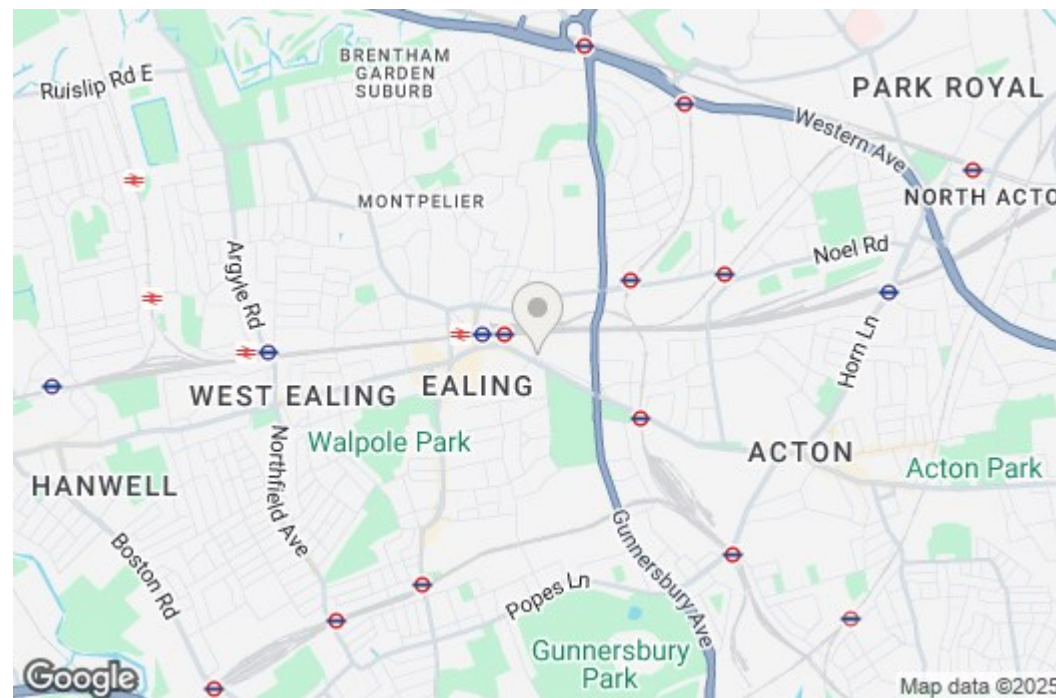 BRENTHAM
GARDEN
SUBURB
Ruislip Rd E
PARK ROYAL
Western Ave
MONTPELIER
NORTH ACTO
Argyle Rd
Noel Rd
Horn Ln
WEST EALING
EALING
Walpole Park
ACTON
Acton Park
HANWELL
Northfield Ave
Boston Rd
Gunnersbury Ave
Popes Ln
Gunnersbury
Park
Google
Map data ©2025